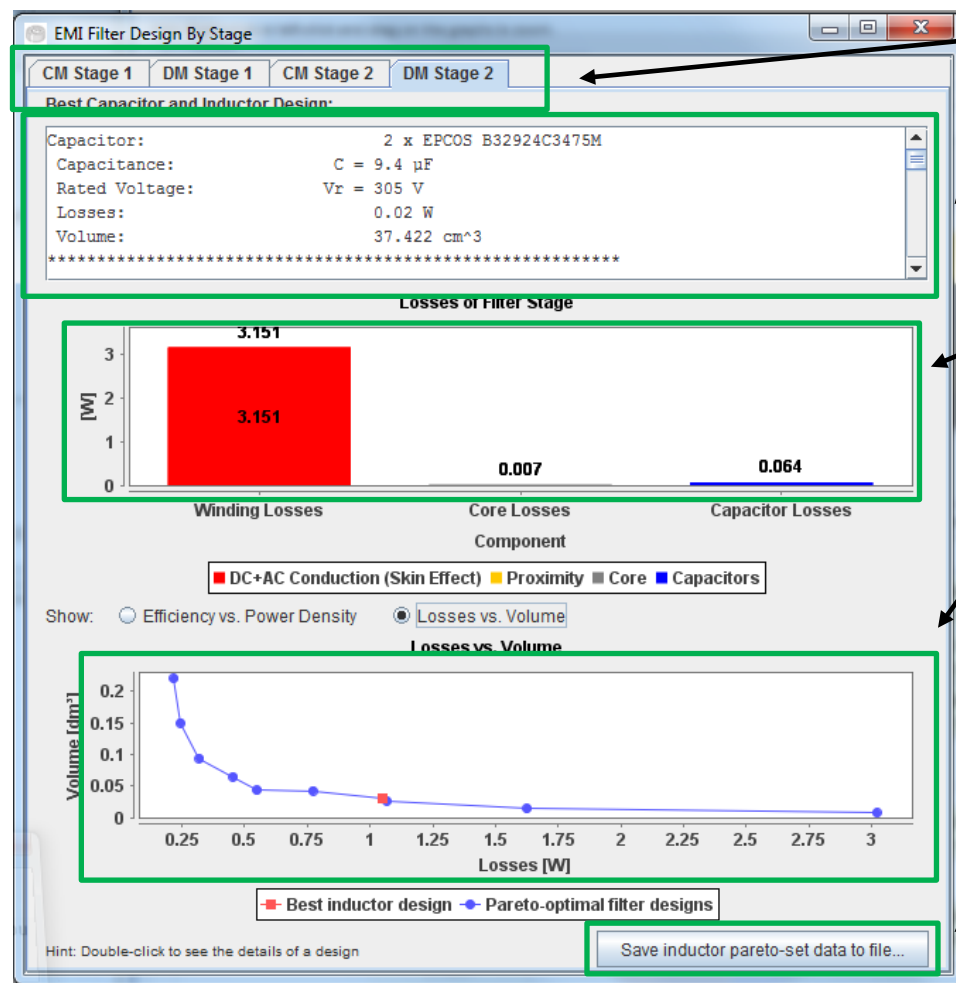 EMI Filter Design By Stage
CM Stage 1 DM Stage 1 CM Stage 2 DM Stage 2
Best Capacitor and Inductor Design:
Capacitor: 2 x EPCOS B32924C3475M
Capacitance: C = 9.4 µF
Rated Voltage: Vr = 305 V
Losses: 0.02 W
Volume: 37.422 cm^3
**********************************************************
Losses of Filter Stage
3.151
3
[W]
2
3.151
1
0.007
0.064
0
Winding Losses Core Losses Capacitor Losses
Component
DC+AC Conduction (Skin Effect) Proximity Core Capacitors
Show: Efficiency vs. Power Density Losses vs. Volume
Losses vs. Volume
Volume [dm³]
0.2
0.15
0.1
0.05
0
0.25 0.5 0.75 1 1.25 1.5 1.75 2 2.25 2.5 2.75 3
Losses [W]
Best inductor design Pareto-optimal filter designs
Hint: Double-click to see the details of a design
Save inductor pareto-set data to file...